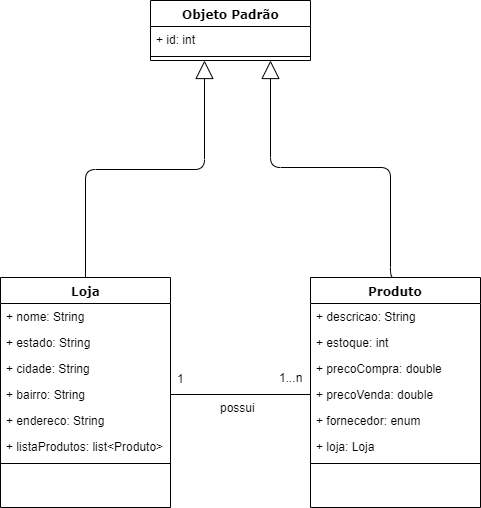 Objeto Padrão
+ id: int
Loja
+ nome: String
+ estado: String
+ cidade: String
+ bairro: String
+ endereco: String
+ listaProdutos: list<Produto>
1
1...n
possui
Produto
+ descricao: String
+ estoque: int
+ precoCompra: double
+ precoVenda: double
+ fornecedor: enum
+ loja: Loja